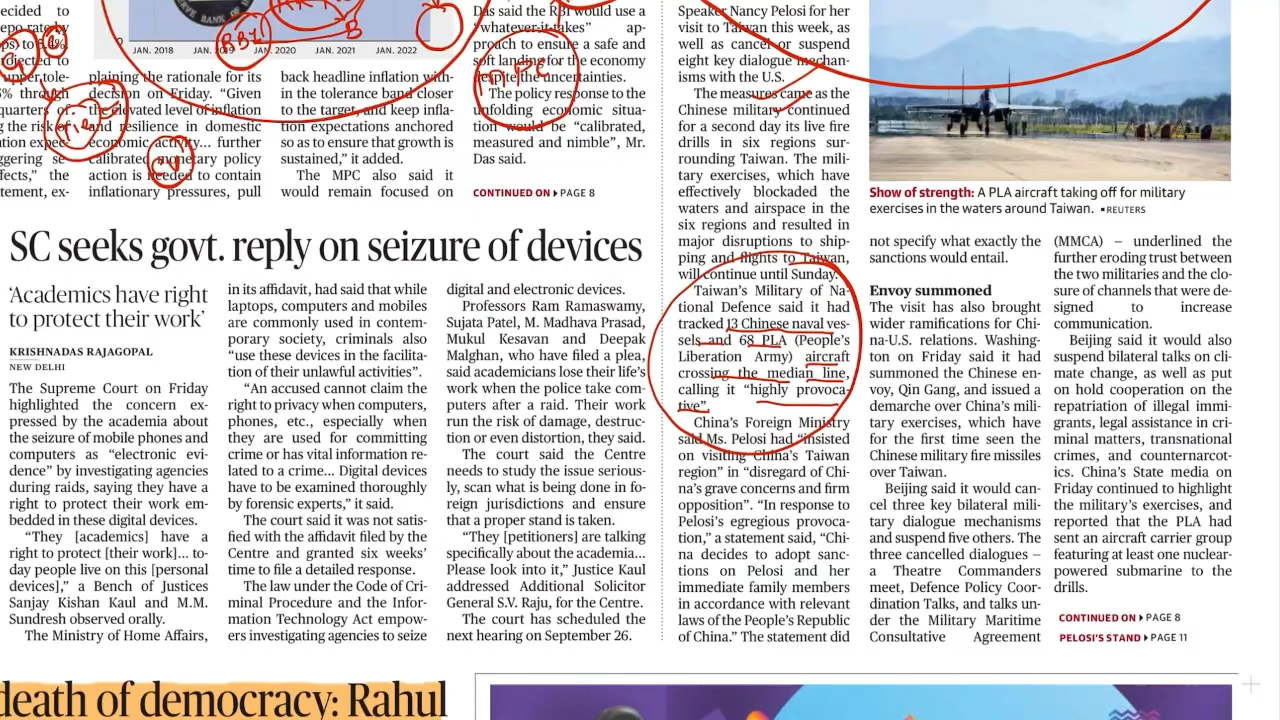 RESERVE BANK OF I
RBI
B
JAN. 2018 JAN. 2019 JAN. 2020 JAN. 2021 JAN. 2022
ecided to
epo rate by
ps) to 5.4%
rojected to
upper tole-
6% through
quarters of
g the risk of
ation expec-
ggering se-
ffects,” the
tement, ex-
plaining the rationale for its
decision on Friday. “Given
the elevated level of inflation
and resilience in domestic
economic activity... further
calibrated monetary policy
action is needed to contain
inflationary pressures, pull
back headline inflation with-
in the tolerance band closer
to the target, and keep infla-
tion expectations anchored
so as to ensure that growth is
sustained,” it added.
The MPC also said it
would remain focused on
Das said the RBI would use a
“whatever-it-takes” ap-
proach to ensure a safe and
soft landing for the economy
despite the uncertainties.
The policy response to the
unfolding economic situa-
tion would be “calibrated,
measured and nimble”, Mr.
Das said.
CONTINUED ON PAGE 8
SC seeks govt. reply on seizure of devices
‘Academics have right
to protect their work’
KRISHNADAS RAJAGOPAL
NEW DELHI
The Supreme Court on Friday
highlighted the concern ex-
pressed by the academia about
the seizure of mobile phones and
computers as “electronic evi-
dence” by investigating agencies
during raids, saying they have a
right to protect their work em-
bedded in these digital devices.
“They [academics] have a
right to protect [their work]... to-
day people live on this [personal
devices],” a Bench of Justices
Sanjay Kishan Kaul and M.M.
Sundresh observed orally.
The Ministry of Home Affairs,
in its affidavit, had said that while
laptops, computers and mobiles
are commonly used in contem-
porary society, criminals also
“use these devices in the facilita-
tion of their unlawful activities”.
“An accused cannot claim the
right to privacy when computers,
phones, etc., especially when
they are used for committing
crime or has vital information re-
lated to a crime... Digital devices
have to be examined thoroughly
by forensic experts,” it said.
The court said it was not satis-
fied with the affidavit filed by the
Centre and granted six weeks’
time to file a detailed response.
The law under the Code of Cri-
minal Procedure and the Infor-
mation Technology Act empow-
ers investigating agencies to seize
digital and electronic devices.
Professors Ram Ramaswamy,
Sujata Patel, M. Madhava Prasad,
Mukul Kesavan and Deepak
Malghan, who have filed a plea,
said academicians lose their life’s
work when the police take com-
puters after a raid. Their work
run the risk of damage, destruc-
tion or even distortion, they said.
The court said the Centre
needs to study the issue serious-
ly, scan what is being done in fo-
reign jurisdictions and ensure
that a proper stand is taken.
“They [petitioners] are talking
specifically about the academia...
Please look into it,” Justice Kaul
addressed Additional Solicitor
General S.V. Raju, for the Centre.
The court has scheduled the
next hearing on September 26.
Speaker Nancy Pelosi for her
visit to Taiwan this week, as
well as cancel or suspend
eight key dialogue mechan-
isms with the U.S.
The measures came as the
Chinese military continued
for a second day its live fire
drills in six regions sur-
rounding Taiwan. The mili-
tary exercises, which have
effectively blockaded the
waters and airspace in the
six regions and resulted in
major disruptions to ship-
ping and flights to Taiwan,
will continue until Sunday.
Taiwan’s Military of Na-
tional Defence said it had
tracked 13 Chinese naval ves-
sels and 68 PLA (People’s
Liberation Army) aircraft
crossing the median line,
calling it “highly provoca-
tive”.
China’s Foreign Ministry
said Ms. Pelosi had “insisted
on visiting China’s Taiwan
region” in “disregard of Chi-
na’s grave concerns and firm
opposition”. “In response to
Pelosi’s egregious provoca-
tion,” a statement said, “Chi-
na decides to adopt sanc-
tions on Pelosi and her
immediate family members
in accordance with relevant
laws of the People’s Republic
of China.” The statement did
Show of strength: A PLA aircraft taking off for military
exercises in the waters around Taiwan. ▪REUTERS
not specify what exactly the
sanctions would entail.
Envoy summoned
The visit has also brought
wider ramifications for Chi-
na-U.S. relations. Washing-
ton on Friday said it had
summoned the Chinese en-
voy, Qin Gang, and issued a
demarche over China’s mili-
tary exercises, which have
for the first time seen the
Chinese military fire missiles
over Taiwan.
Beijing said it would can-
cel three key bilateral mili-
tary dialogue mechanisms
and suspend five others. The
three cancelled dialogues –
a Theatre Commanders
meet, Defence Policy Coor-
dination Talks, and talks un-
der the Military Maritime
Consultative Agreement
(MMCA) – underlined the
further eroding trust between
the two militaries and the clo-
sure of channels that were de-
signed to increase
communication.
Beijing said it would also
suspend bilateral talks on cli-
mate change, as well as put
on hold cooperation on the
repatriation of illegal immi-
grants, legal assistance in cri-
minal matters, transnational
crimes, and counternarcot-
ics. China’s State media on
Friday continued to highlight
the military’s exercises, and
reported that the PLA had
sent an aircraft carrier group
featuring at least one nuclear-
powered submarine to the
drills.
CONTINUED ON PAGE 8
PELOSI’S STAND PAGE 11
death of democracy: Rahul